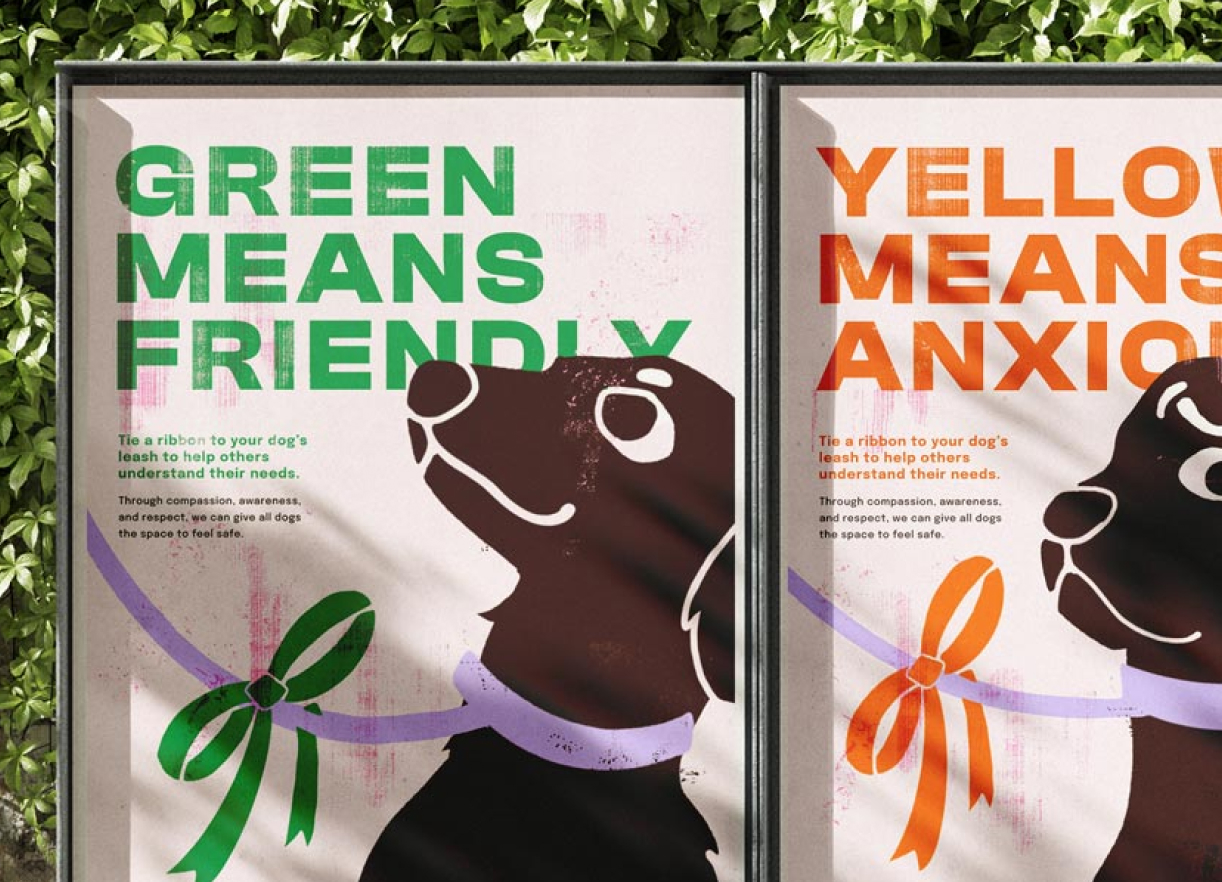 GREEN
MEANS
FRIENDLY
Tie a ribbon to your dog's
leash to help others
understand their needs.
Through compassion, awareness,
and respect, we can give all dogs
the space to feel safe.
YELLOW
MEANS
ANXIO
Tie a ribbon to your dog's
leash to help others
understand their needs.
Through compassion, awareness,
and respect, we can give all dogs
the space to feel safe.